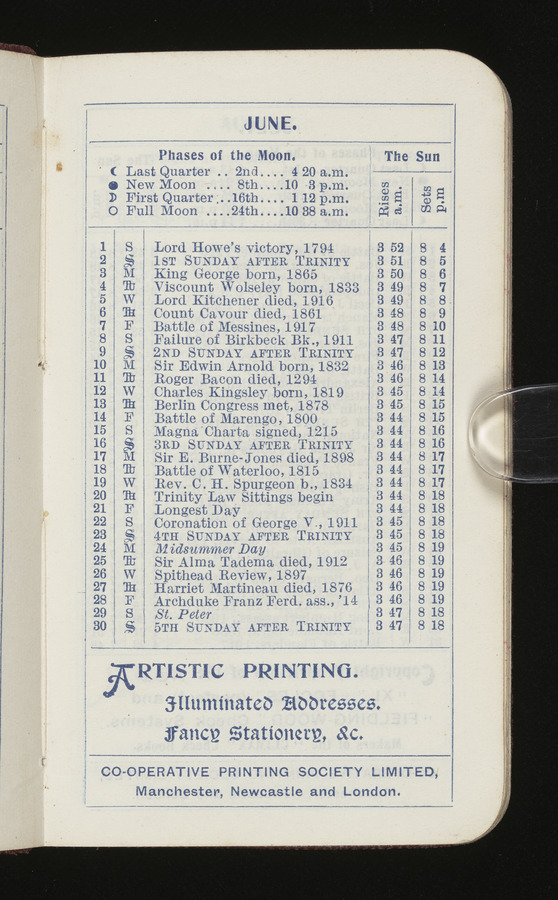 JUNE.
Phases of the Moon.
☾ Last Quarter .. 2nd.... 4 20 a.m.
● New Moon .... 8th....10 3 p.m.
☽ First Quarter...16th.... 1 12 p.m.
○ Full Moon ....24th....10 38 a.m.
The Sun
Rises a.m.
Sets p.m
1 S Lord Howe's victory, 1794 3 52 8 4
2 S 1ST SUNDAY AFTER TRINITY 3 51 8 5
3 M King George born, 1865 3 50 8 6
4 Tu Viscount Wolseley born, 1833 3 49 8 7
5 W Lord Kitchener died, 1916 3 49 8 8
6 Th Count Cavour died, 1861 3 48 8 9
7 F Battle of Messines, 1917 3 48 8 10
8 S Failure of Birkbeck Bk., 1911 3 47 8 11
9 S 2ND SUNDAY AFTER TRINITY 3 47 8 12
10 M Sir Edwin Arnold born, 1832 3 46 8 13
11 Tu Roger Bacon died, 1294 3 46 8 14
12 W Charles Kingsley born, 1819 3 45 8 14
13 Th Berlin Congress met, 1878 3 45 8 15
14 F Battle of Marengo, 1800 3 44 8 15
15 S Magna Charta signed, 1215 3 44 8 16
16 S 3RD SUNDAY AFTER TRINITY 3 44 8 16
17 M Sir E. Burne-Jones died, 1898 3 44 8 17
18 Tu Battle of Waterloo, 1815 3 44 8 17
19 W Rev. C. H. Spurgeon b., 1834 3 44 8 17
20 Th Trinity Law Sittings begin 3 44 8 18
21 F Longest Day 3 44 8 18
22 S Coronation of George V., 1911 3 45 8 18
23 S 4TH SUNDAY AFTER TRINITY 3 45 8 18
24 M Midsummer Day 3 45 8 19
25 Tu Sir Alma Tadema died, 1912 3 46 8 19
26 W Spithead Review, 1897 3 46 8 19
27 Th Harriet Martineau died, 1876 3 46 8 19
28 F Archduke Franz Ferd. ass., '14 3 46 8 19
29 S St. Peter 3 47 8 18
30 S 5TH SUNDAY AFTER TRINITY 3 47 8 18
ARTISTIC PRINTING.
Illuminated Addresses.
Fancy Stationery, &c.
CO-OPERATIVE PRINTING SOCIETY LIMITED,
Manchester, Newcastle and London.